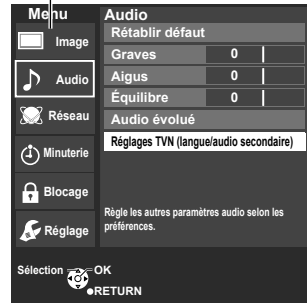 Menu
Image
Audio
Réseau
Minuterie
Blocage
Réglage
Audio
Rétablir défaut
Graves 0
Aigus 0
Équilibre 0
Audio évolué
Réglages TVN (langue/audio secondaire)
Règle les autres paramètres audio selon les
préférences.
Sélection OK
RETURN